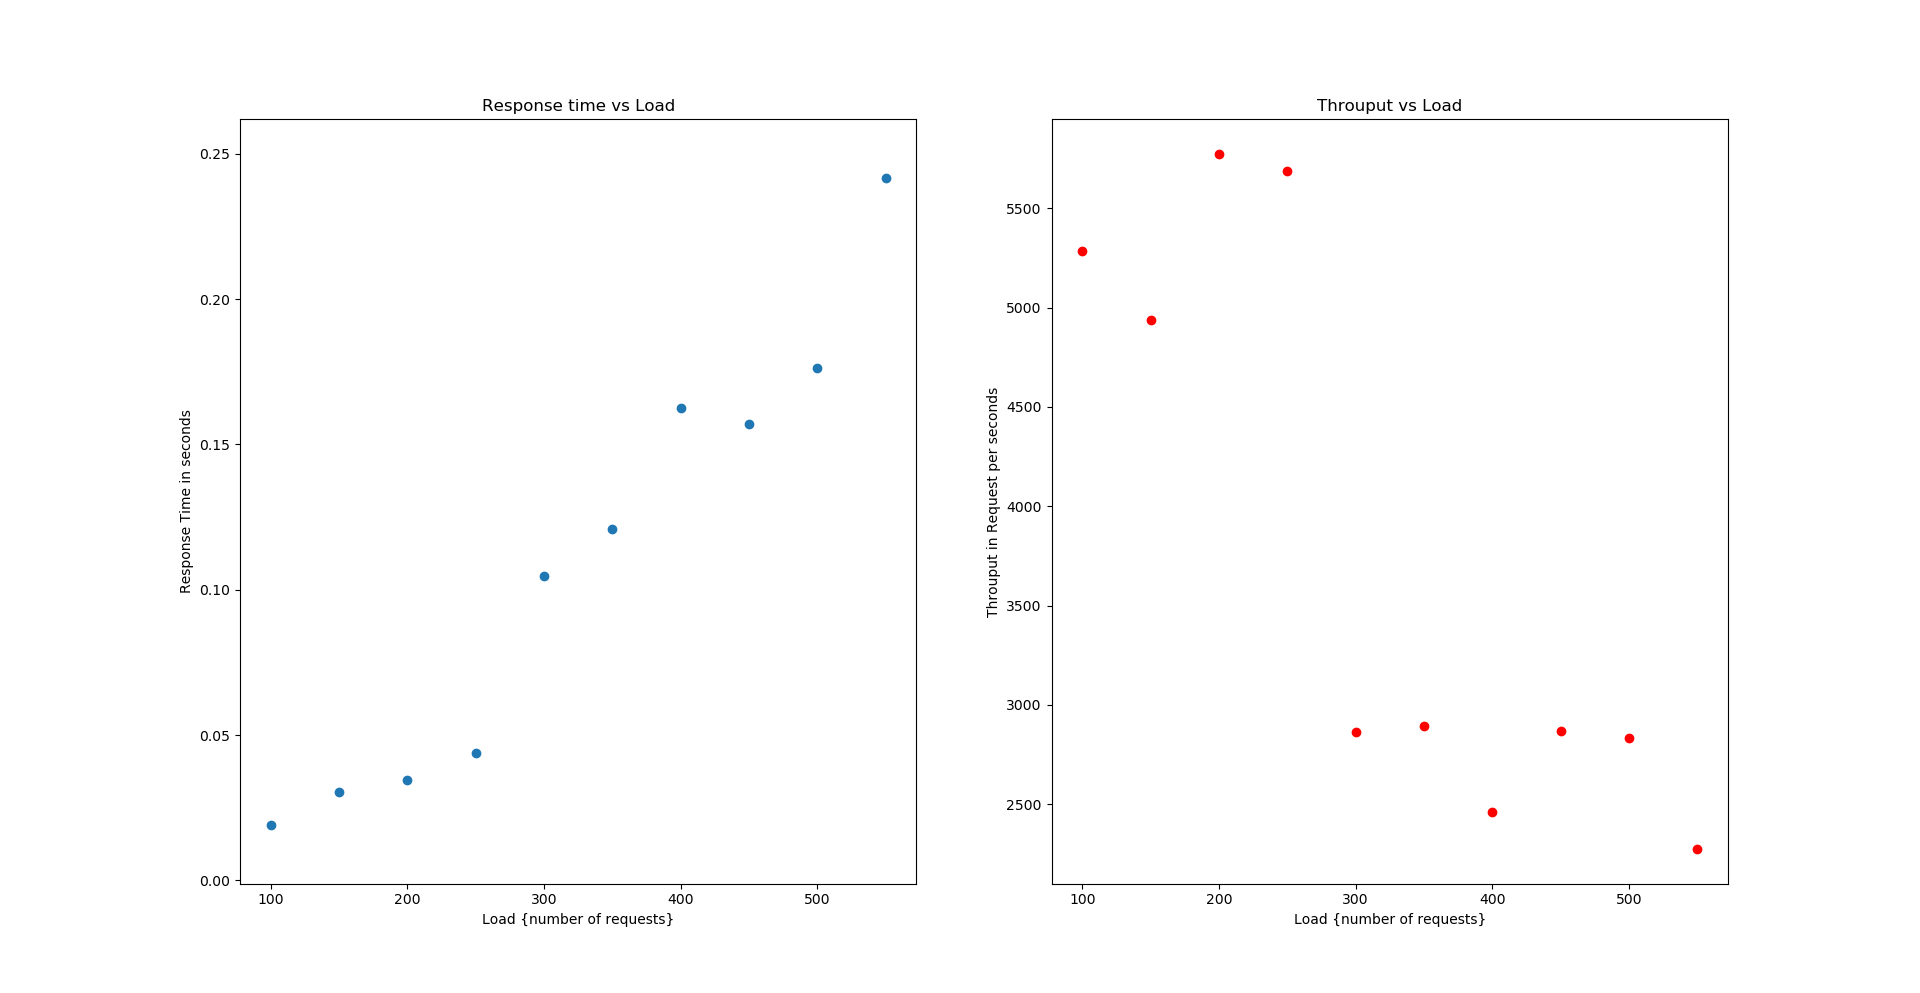 Response time vs Load
Response Time in seconds
0.25
0.20
0.15
0.10
0.05
0.00
100 200 300 400 500
Load {number of requests}
Throuput vs Load
Throuput in Request per seconds
5500
5000
4500
4000
3500
3000
2500
100 200 300 400 500
Load {number of requests}